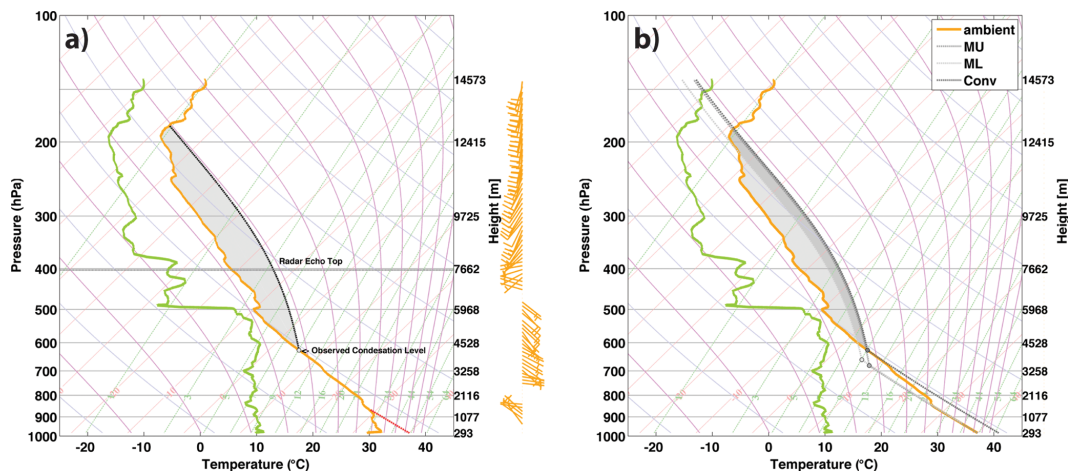 a)
100
200
300
400
500
600
700
800
900
1000
Pressure (hPa)
-20 -10 0 10 20 30 40
Temperature (°C)
14573
12415
9725
7662
5968
4528
3258
2116
1077
293
Height [m]
Radar Echo Top
Observed Condesation Level
b)
ambient
MU
ML
Conv
100
200
300
400
500
600
700
800
900
1000
Pressure (hPa)
-20 -10 0 10 20 30 40
Temperature (°C)
14573
12415
9725
7662
5968
4528
3258
2116
1077
293
Height [m]